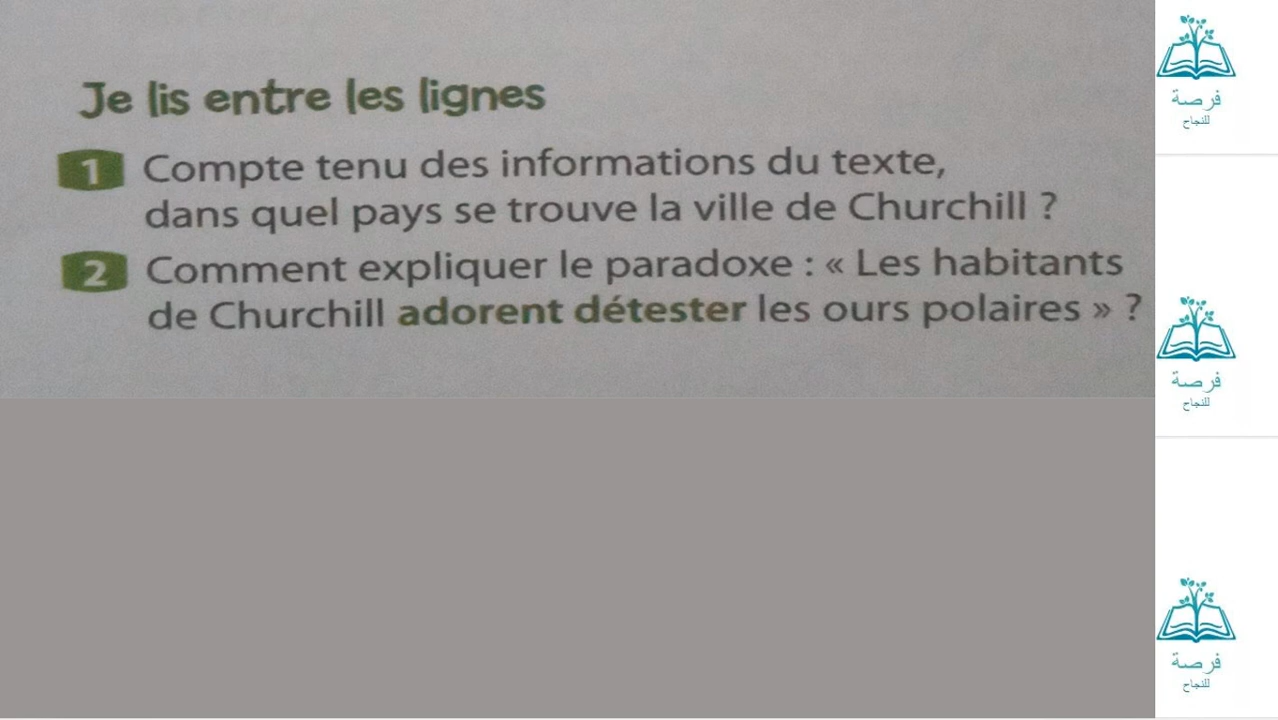 Je lis entre les lignes
1 Compte tenu des informations du texte,
dans quel pays se trouve la ville de Churchill ?
2 Comment expliquer le paradoxe : « Les habitants
de Churchill adorent détester les ours polaires » ?
فرصة
للنجاح
فرصة
للنجاح
فرصة
للنجاح